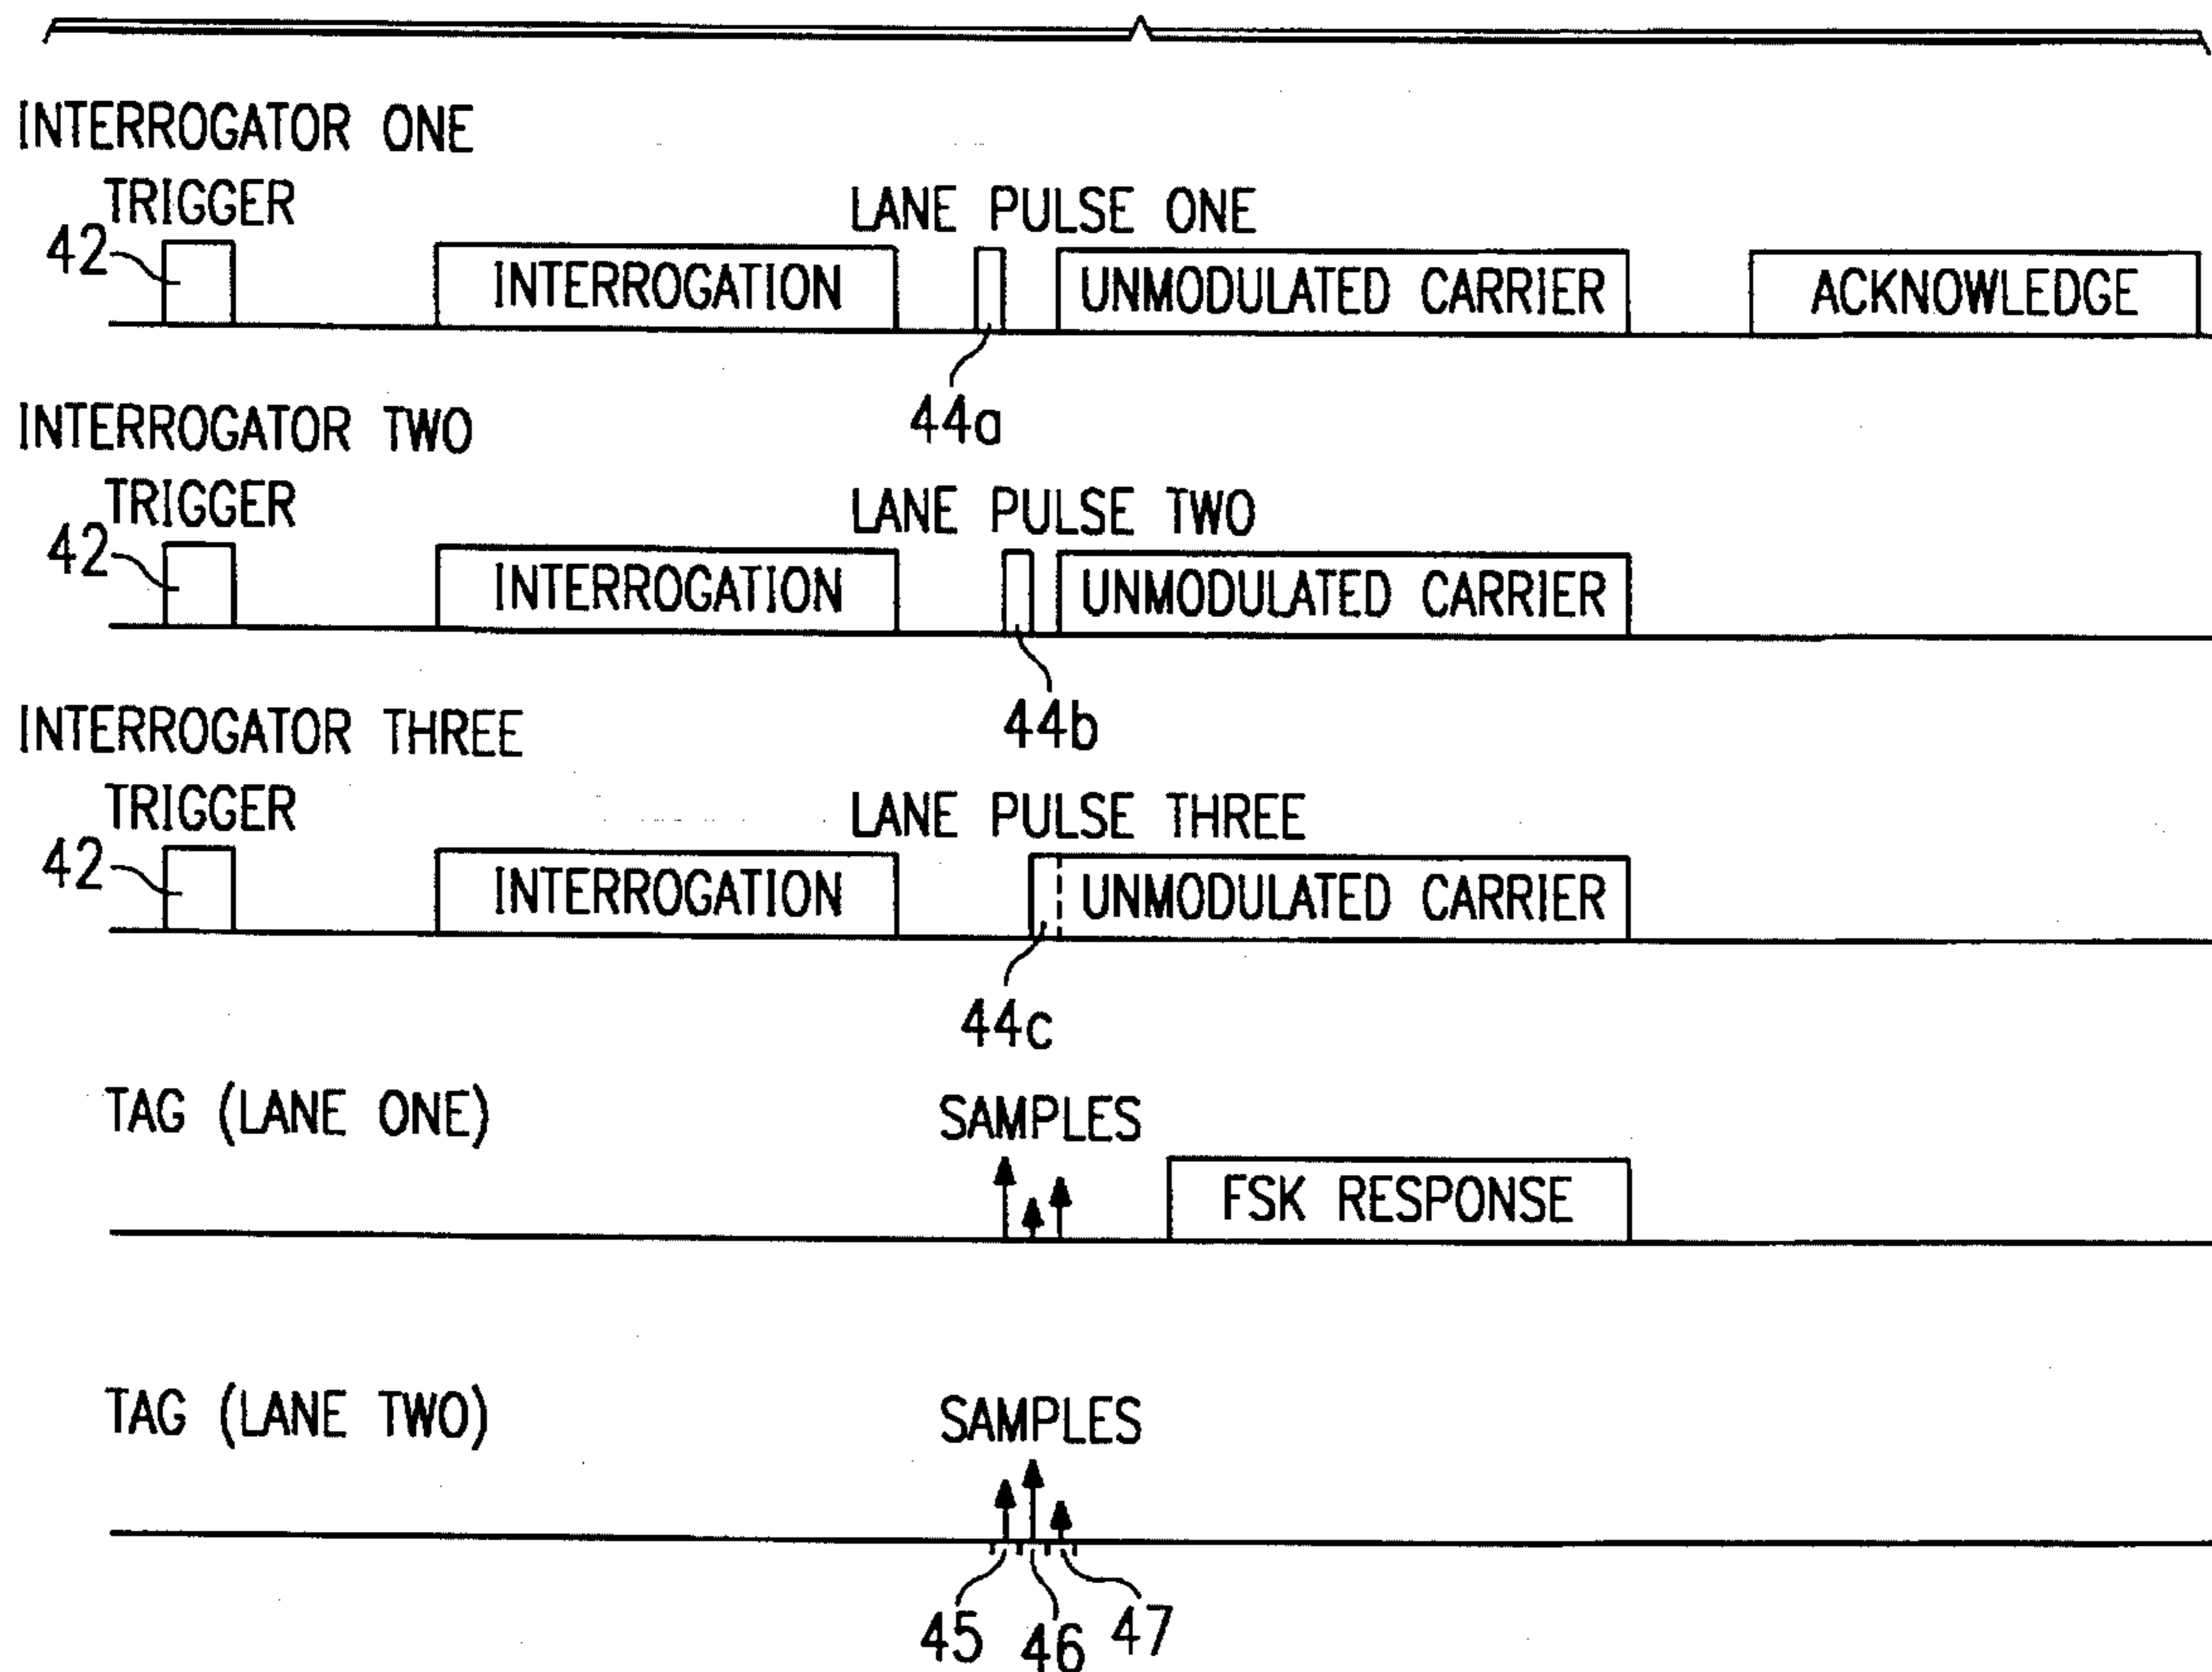 INTERROGATOR ONE
TRIGGER
LANE PULSE ONE
42
INTERROGATION
UNMODULATED CARRIER
ACKNOWLEDGE
44a
INTERROGATOR TWO
TRIGGER
LANE PULSE TWO
42
INTERROGATION
UNMODULATED CARRIER
44b
INTERROGATOR THREE
TRIGGER
LANE PULSE THREE
42
INTERROGATION
UNMODULATED CARRIER
44c
TAG (LANE ONE)
SAMPLES
FSK RESPONSE
TAG (LANE TWO)
SAMPLES
45
46
47